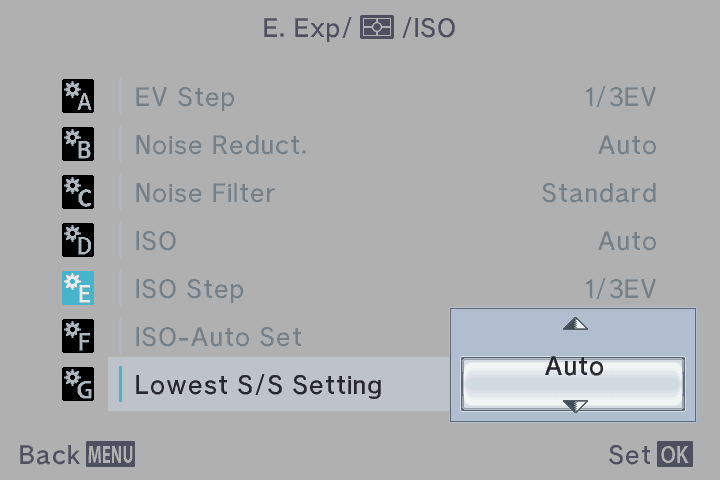 E. Exp/ /ISO
A EV Step 1/3EV
B Noise Reduct. Auto
C Noise Filter Standard
D ISO Auto
E ISO Step 1/3EV
F ISO-Auto Set
G Lowest S/S Setting Auto
Back MENU Set OK